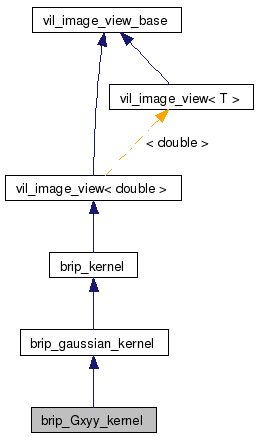 vil_image_view_base
vil_image_view< T >
< double >
vil_image_view< double >
brip_kernel
brip_gaussian_kernel
brip_Gxyy_kernel